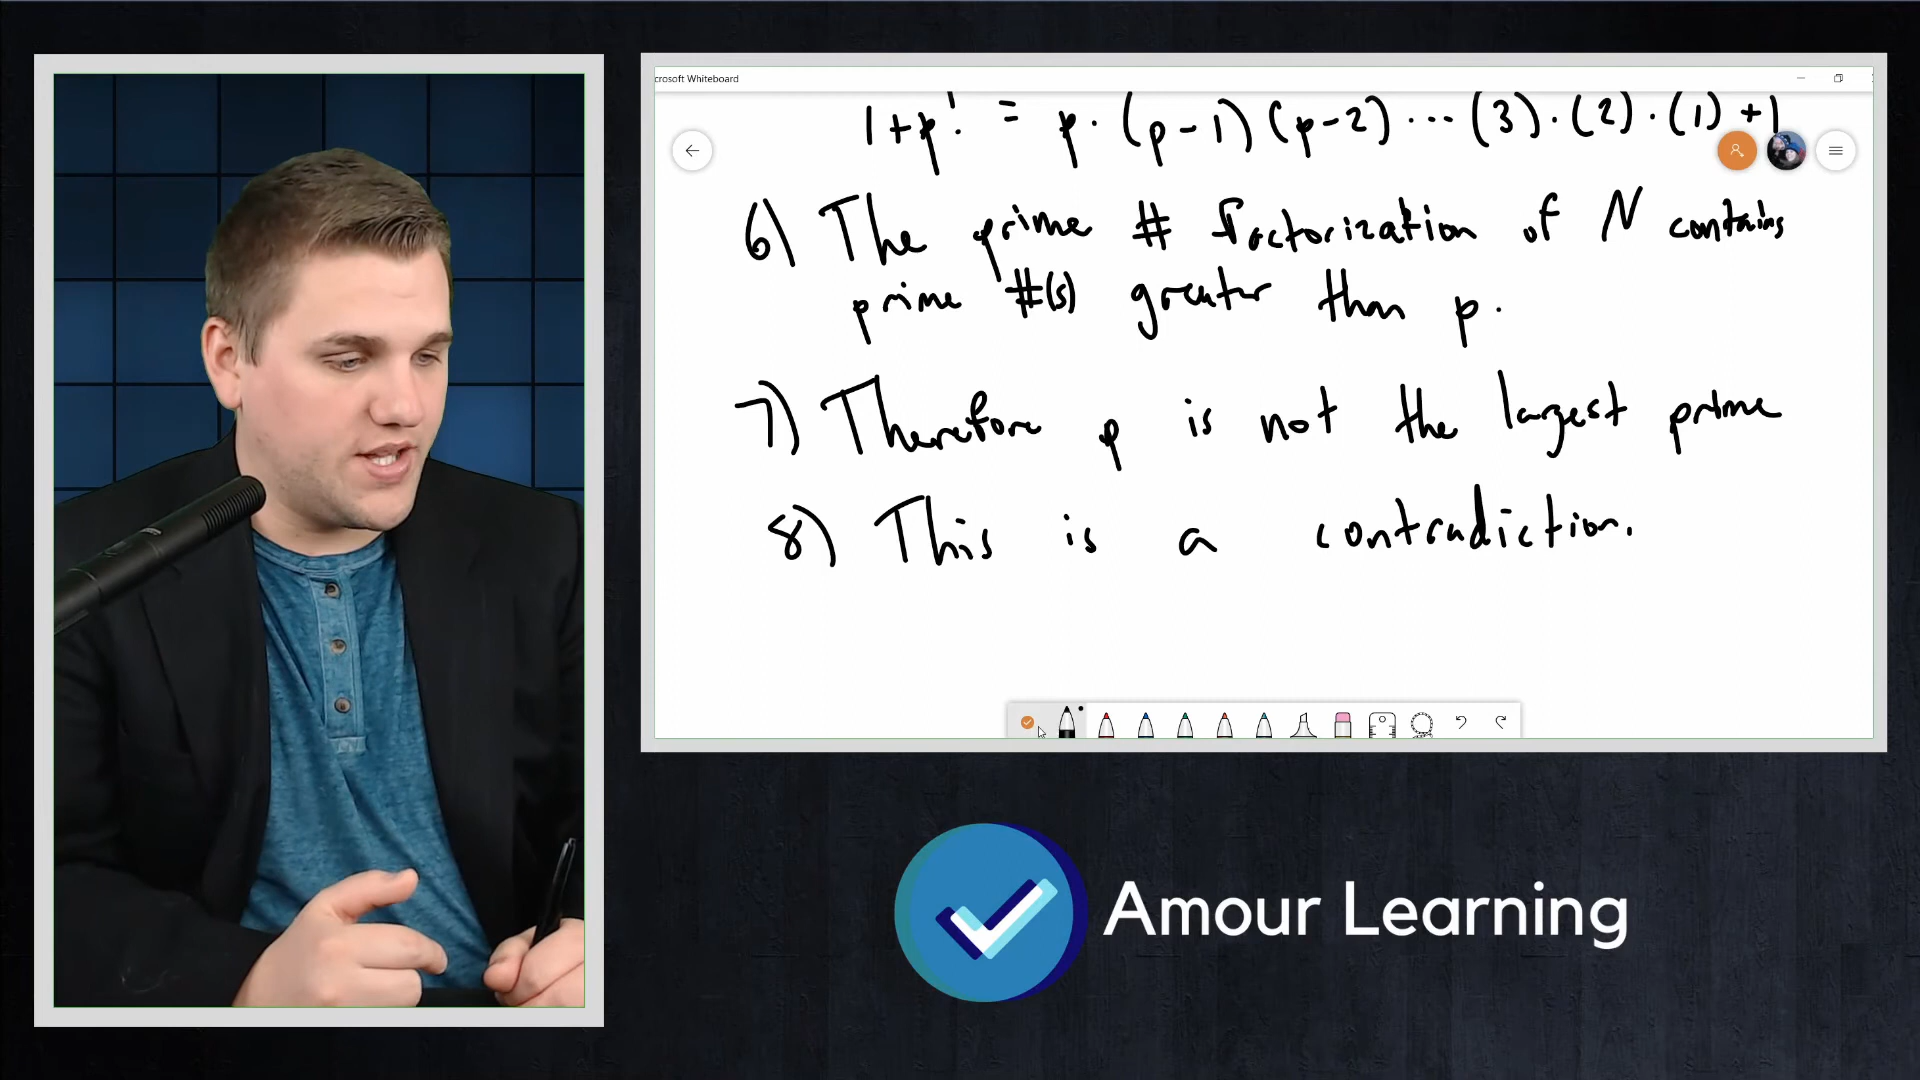 crosoft Whiteboard
1+p! = p·(p-1)(p-2)···(3)·(2)·(1)+1
6) The prime # factorization of N contains
prime #(s) greater than p.
7) Therefore p is not the largest prime
8) This is a contradiction.
Amour Learning